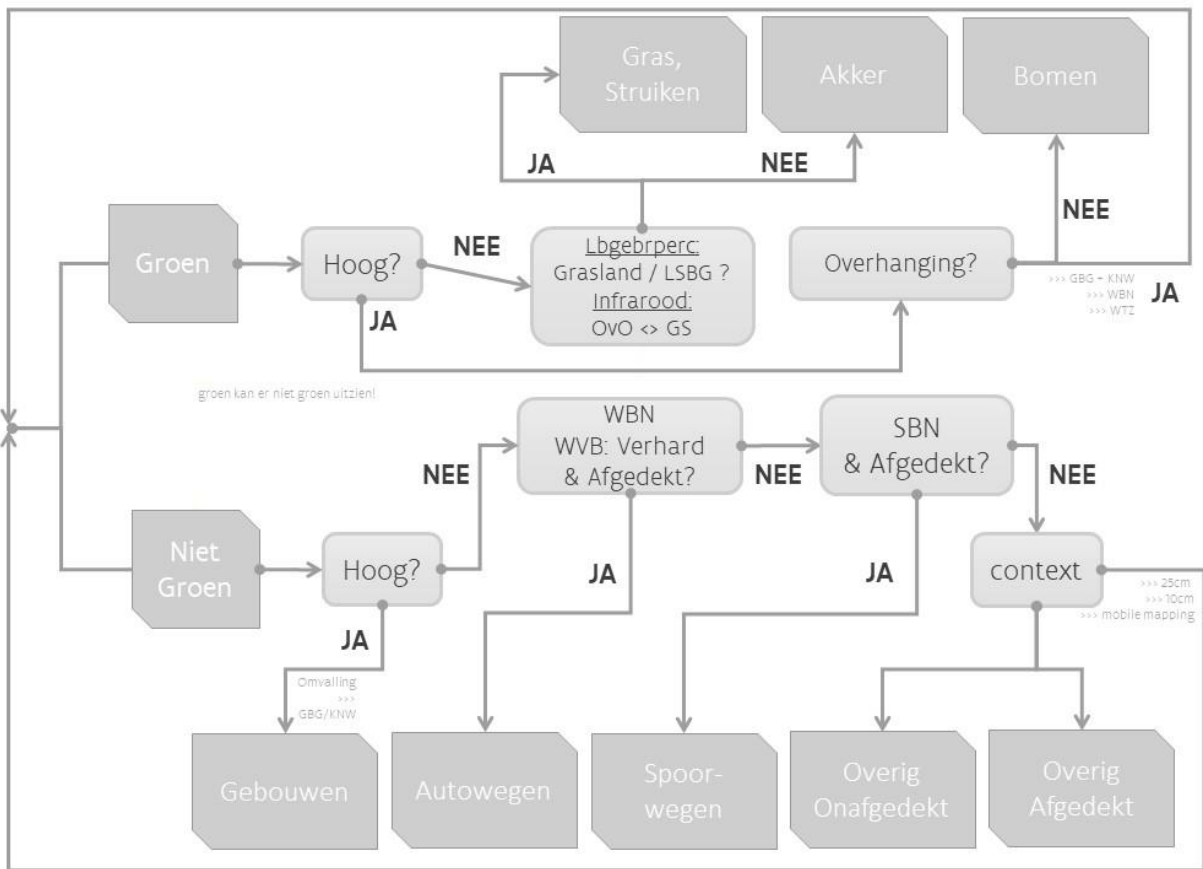 Gras,
Struiken
Akker
Bomen
JA
NEE
NEE
Groen
Hoog?
NEE
JA
Lbgebrperc:
Grasland / LSBG ?
Infrarood:
OvO <> GS
Overhanging?
>>> GBG – KNW
>>> WBN
>>> WTZ
JA
groen kan er niet groen uitzien!
WBN
WVB: Verhard
& Afgedekt?
SBN
& Afgedekt?
NEE
NEE
NEE
Niet
Groen
Hoog?
JA
JA
JA
context
>>> 25cm
>>> 10cm
>>> mobile mapping
Omvalling
>>>
GBG/KNW
Gebouwen
Autowegen
Spoor-
wegen
Overig
Onafgedekt
Overig
Afgedekt